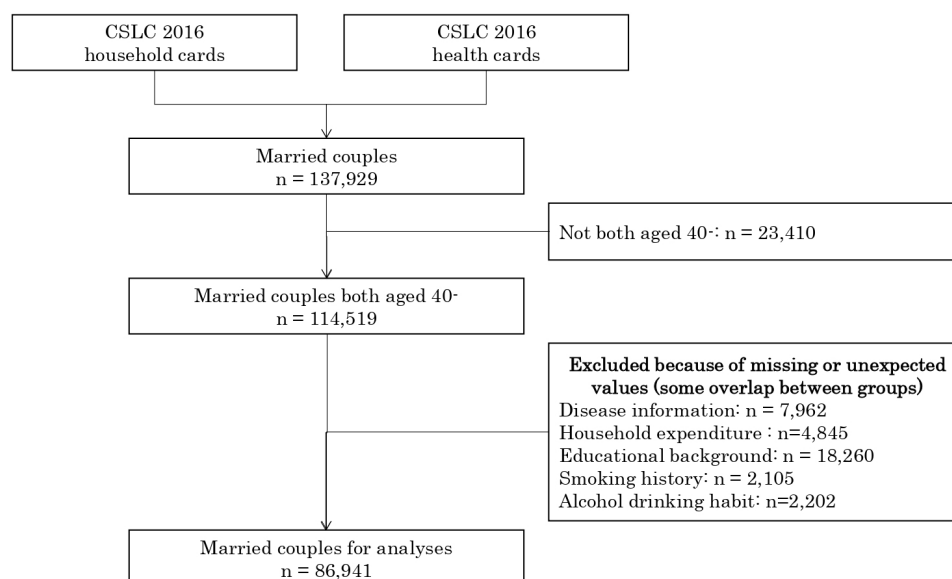 CSLC 2016
household cards
CSLC 2016
health cards
Married couples
n = 137,929
Not both aged 40-: n = 23,410
Married couples both aged 40-
n = 114,519
Excluded because of missing or unexpected
values (some overlap between groups)
Disease information: n = 7,962
Household expenditure : n=4,845
Educational background: n = 18,260
Smoking history: n = 2,105
Alcohol drinking habit: n=2,202
Married couples for analyses
n = 86,941